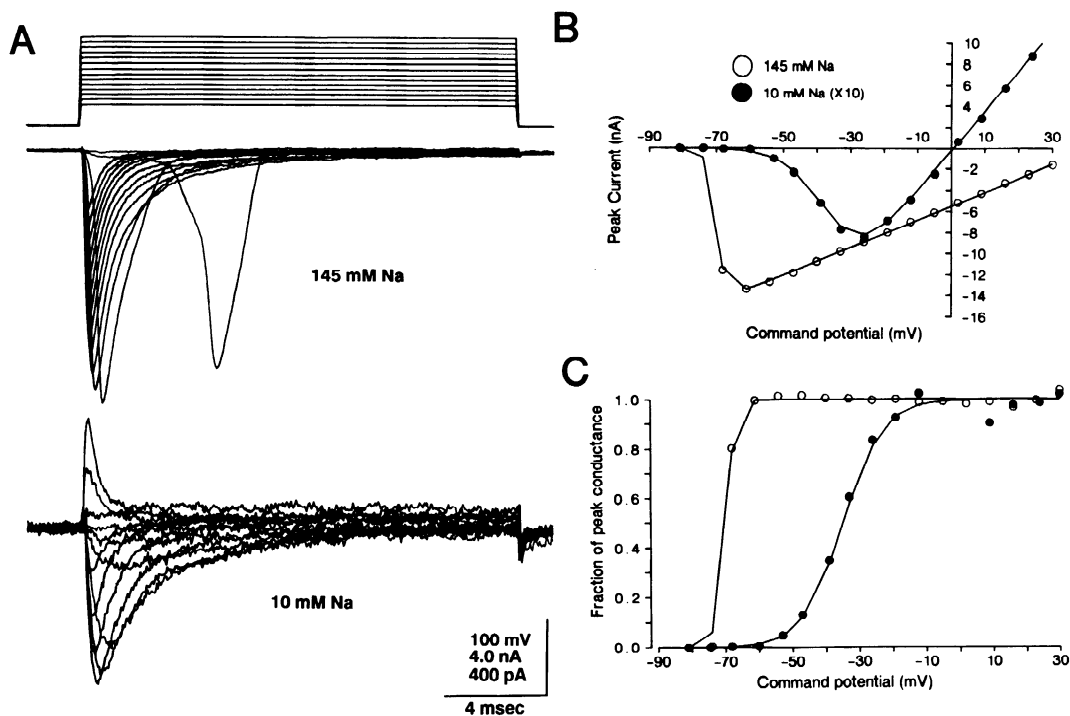 A
145 mM Na
10 mM Na
100 mV
4.0 nA
400 pA
4 msec
B
145 mM Na
10 mM Na (X10)
Peak Current (nA)
10
8
6
4
2
-2
-4
-6
-8
-10
-12
-14
-16
-90 -70 -50 -30 -10 10 30
Command potential (mV)
C
Fraction of peak conductance
1.0
0.8
0.6
0.4
0.2
0.0
-90 -70 -50 -30 -10 10 30
Command potential (mV)